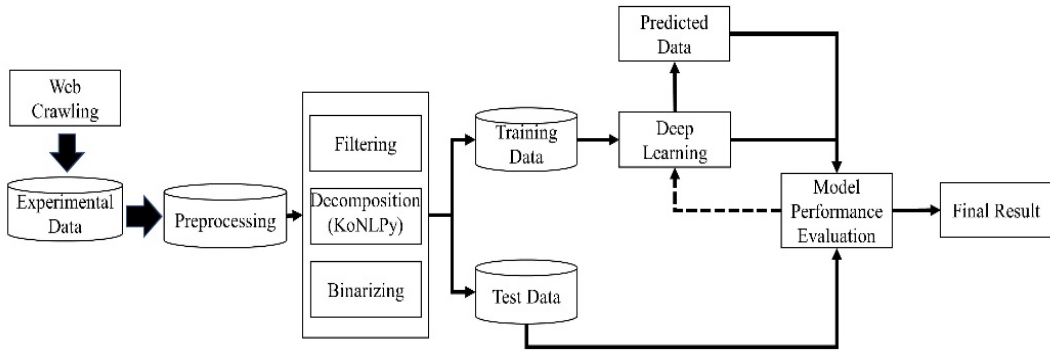 Web
Crawling
Experimental
Data
Preprocessing
Filtering
Decomposition
(KoNLPy)
Binarizing
Training
Data
Test Data
Predicted
Data
Deep
Learning
Model
Performance
Evaluation
Final Result